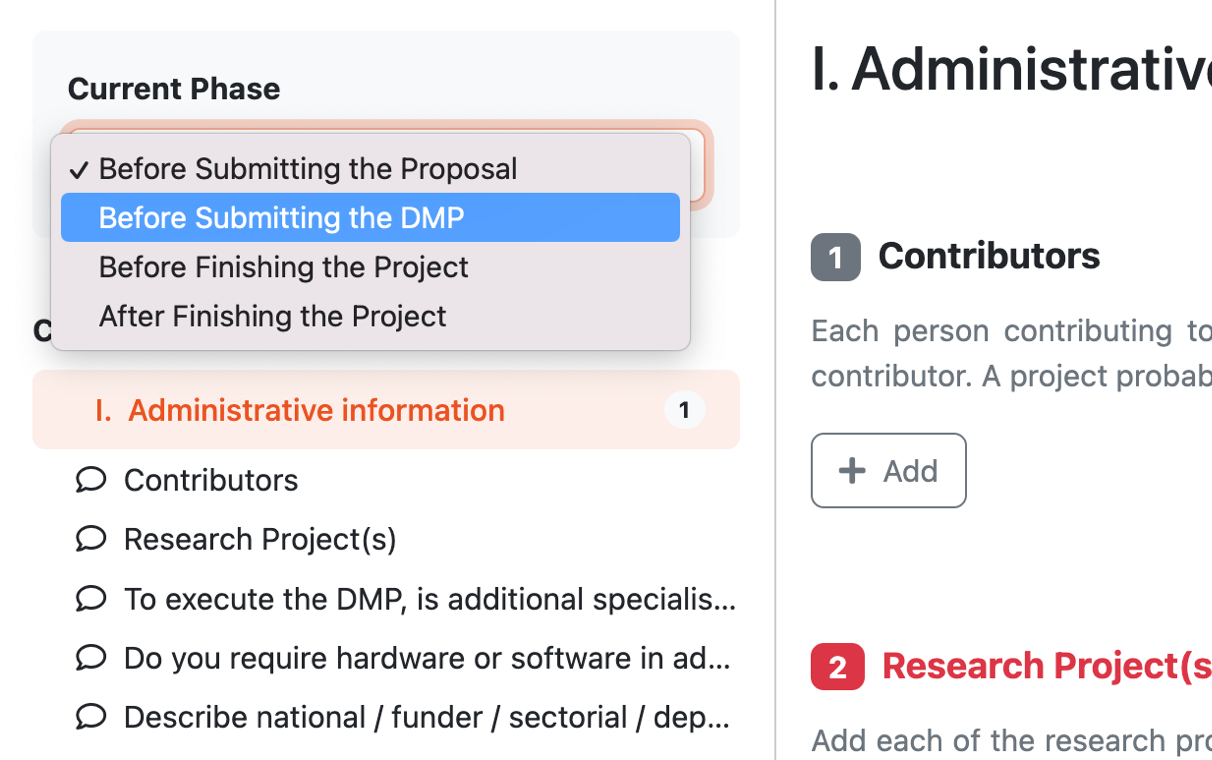 Current Phase
✓ Before Submitting the Proposal
Before Submitting the DMP
Before Finishing the Project
After Finishing the Project
I. Administrative information 1
Contributors
Research Project(s)
To execute the DMP, is additional specialis...
Do you require hardware or software in ad...
Describe national / funder / sectorial / dep...
I. Administrative
1 Contributors
Each person contributing to
contributor. A project probab
+ Add
2 Research Project(s
Add each of the research pro